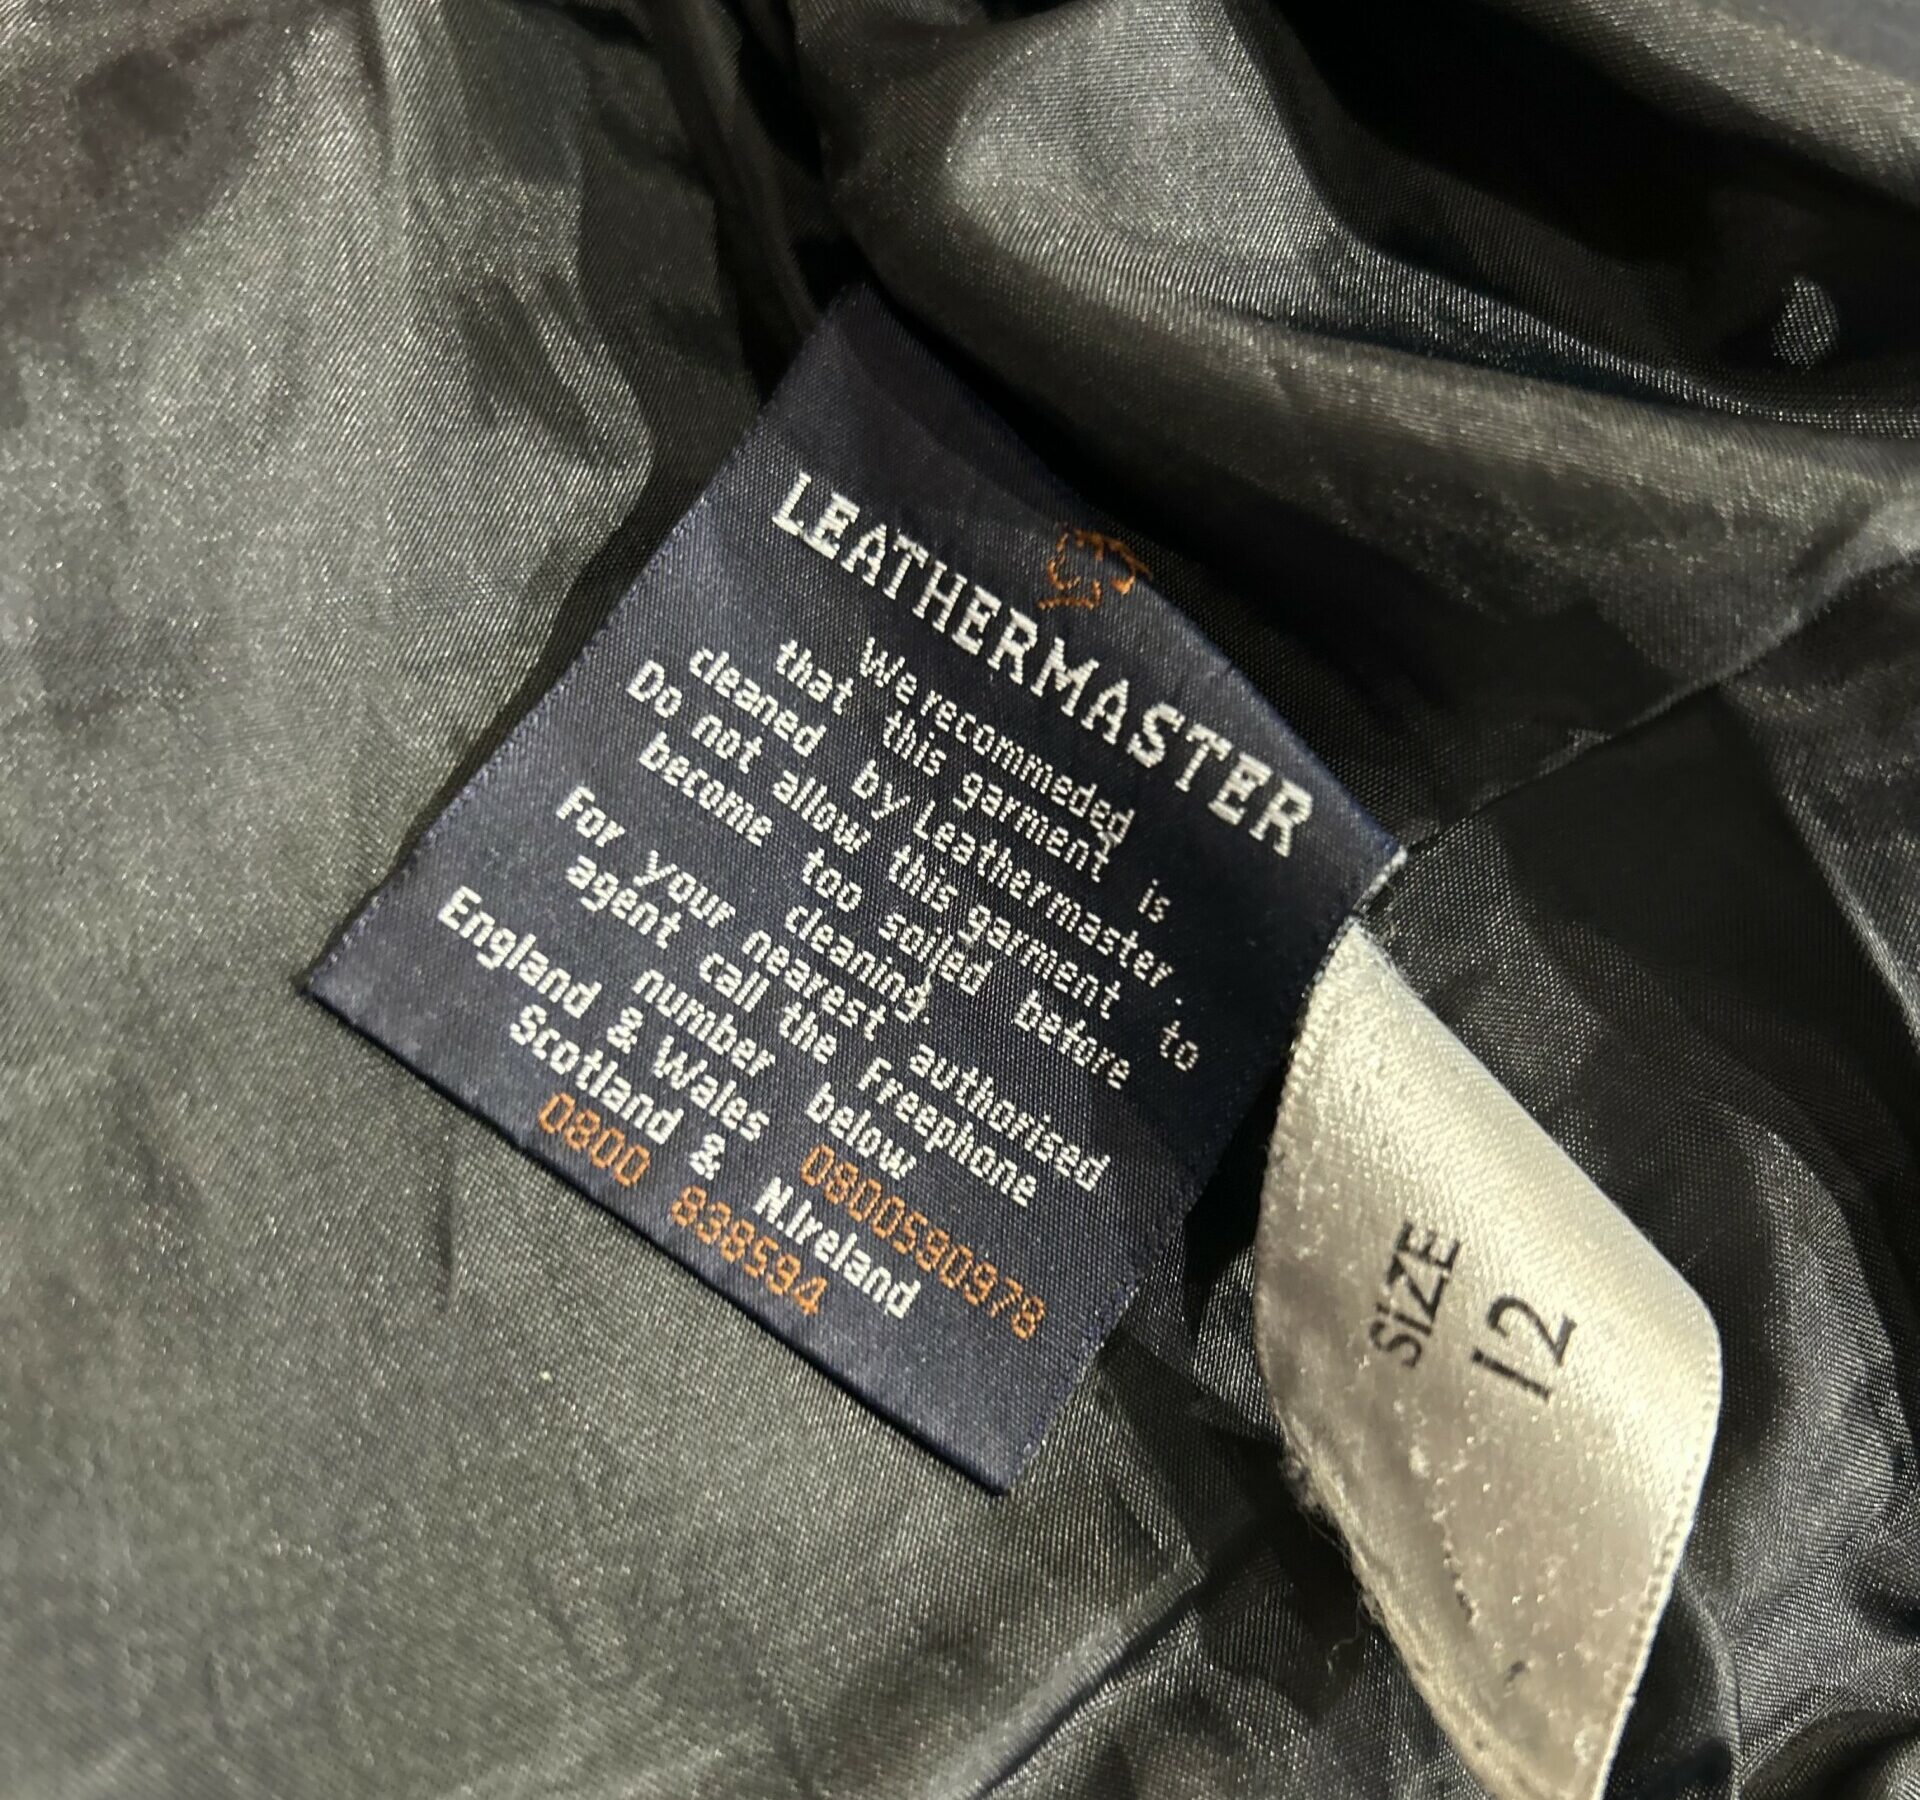 LEATHERMASTER
We recommeded
that this garment is
cleaned by Leathermaster.
Do not allow this garment to
become too soiled before
cleaning.
For your nearest authorised
agent call the Freephone
number below
England & Wales 0800590978
Scotland & N.Ireland
0800 838594
SiZE
12